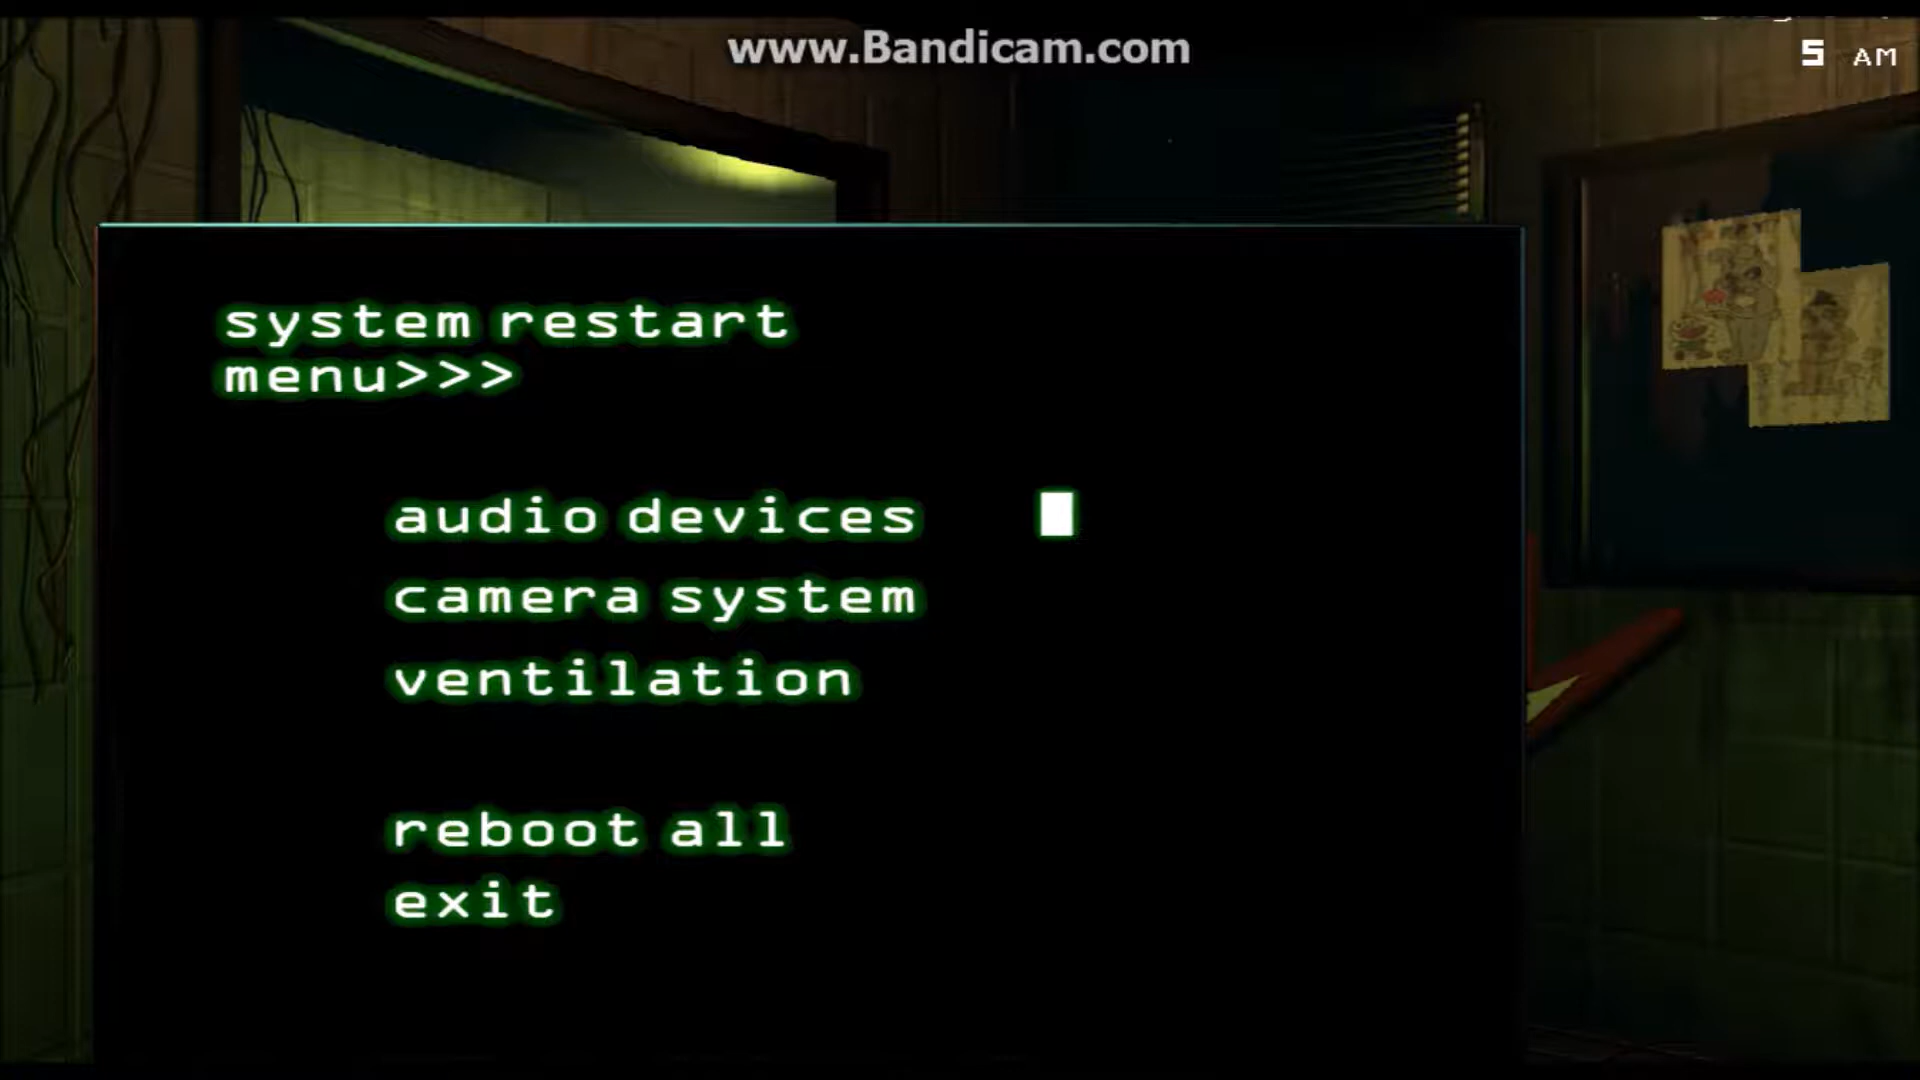 www.Bandicam.com
5 AM
system restart
menu>>>
audio devices
camera system
ventilation
reboot all
exit